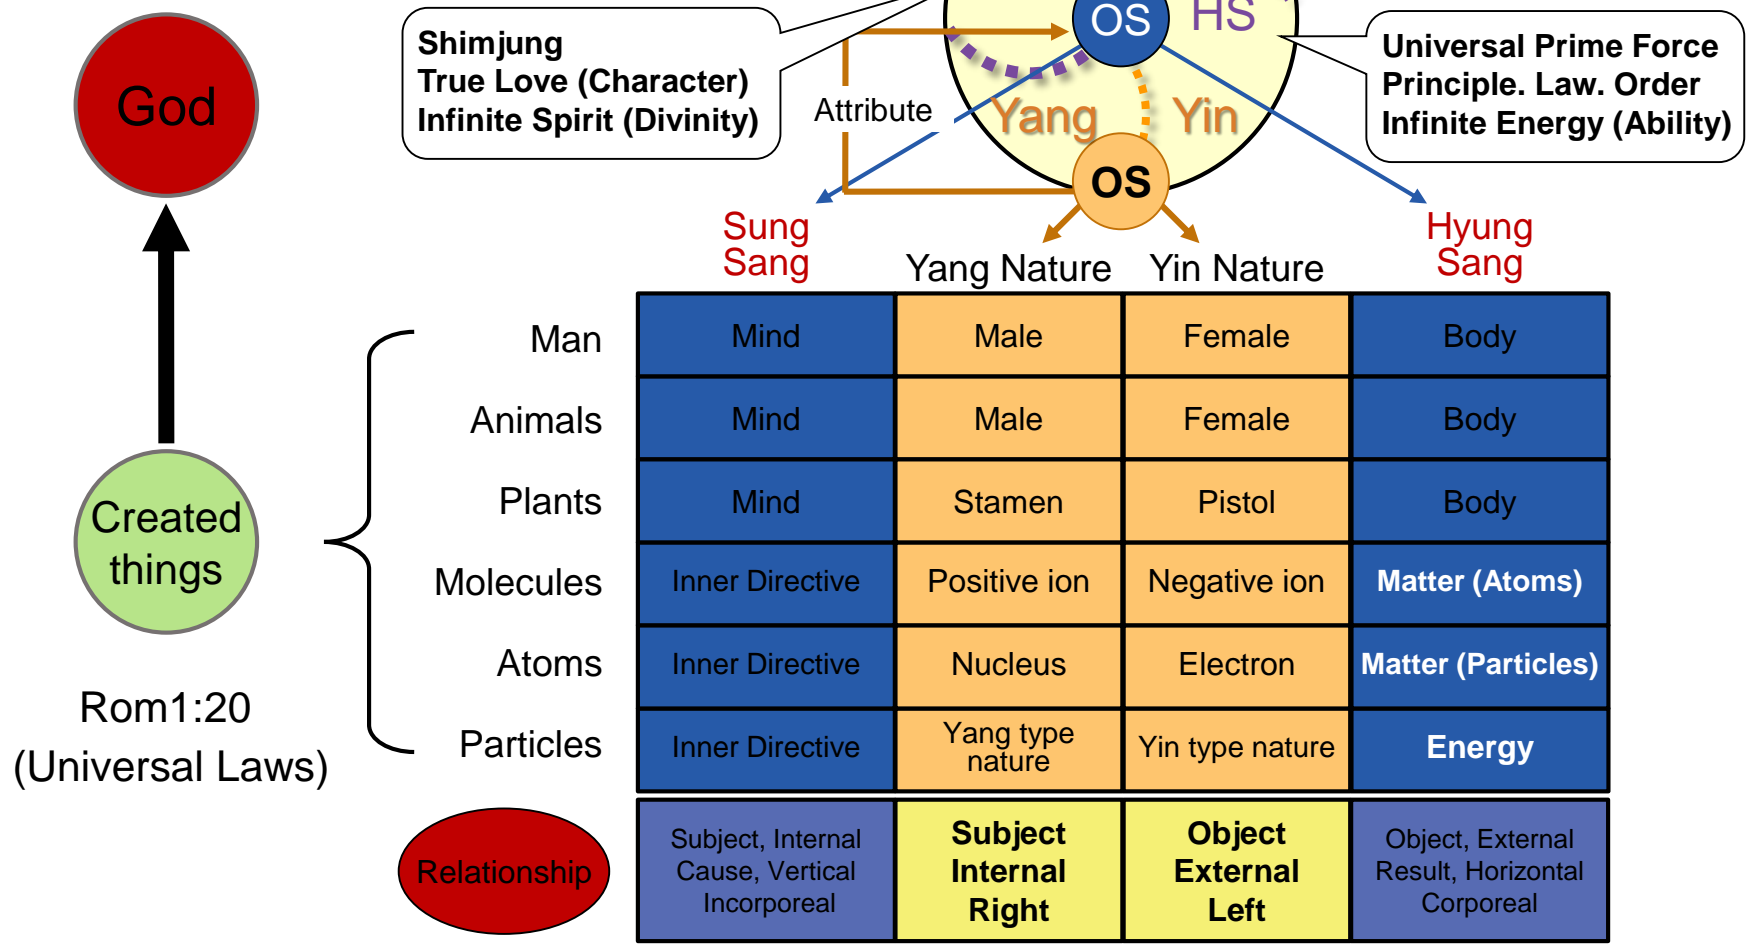 God
Shimjung
True Love (Character)
Infinite Spirit (Divinity)
OS
HS
Universal Prime Force
Principle. Law. Order
Infinite Energy (Ability)
Attribute
Yang
Yin
OS
Sung
Sang
Yang Nature
Yin Nature
Hyung
Sang
Created
things
Rom1:20
(Universal Laws)
Man
Mind
Male
Female
Body
Animals
Mind
Male
Female
Body
Plants
Mind
Stamen
Pistol
Body
Molecules
Inner Directive
Positive ion
Negative ion
Matter (Atoms)
Atoms
Inner Directive
Nucleus
Electron
Matter (Particles)
Particles
Inner Directive
Yang type
nature
Yin type nature
Energy
Relationship
Subject, Internal
Cause, Vertical
Incorporeal
Subject
Internal
Right
Object
External
Left
Object, External
Result, Horizontal
Corporeal